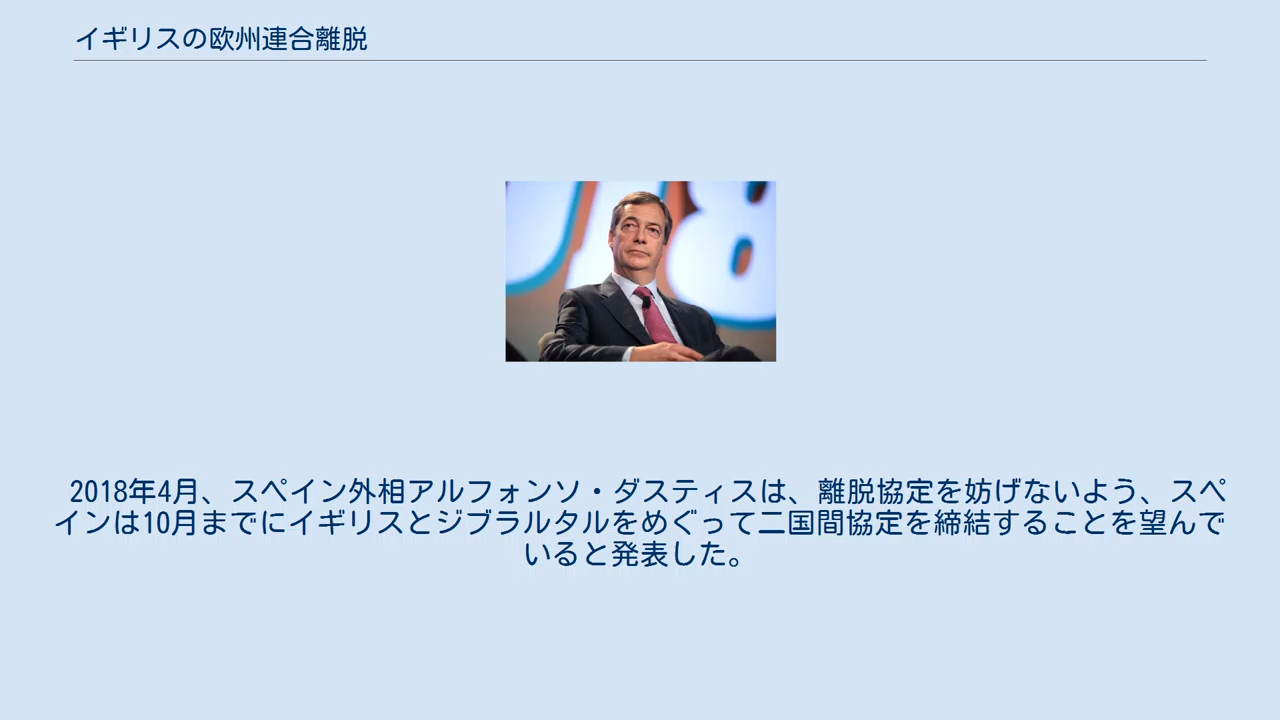 イギリスの欧州連合離脱
2018年4月、スペイン外相アルフォンソ・ダスティスは、離脱協定を妨げないよう、スペ
インは10月までにイギリスとジブラルタルをめぐって二国間協定を締結することを望んで
いると発表した。